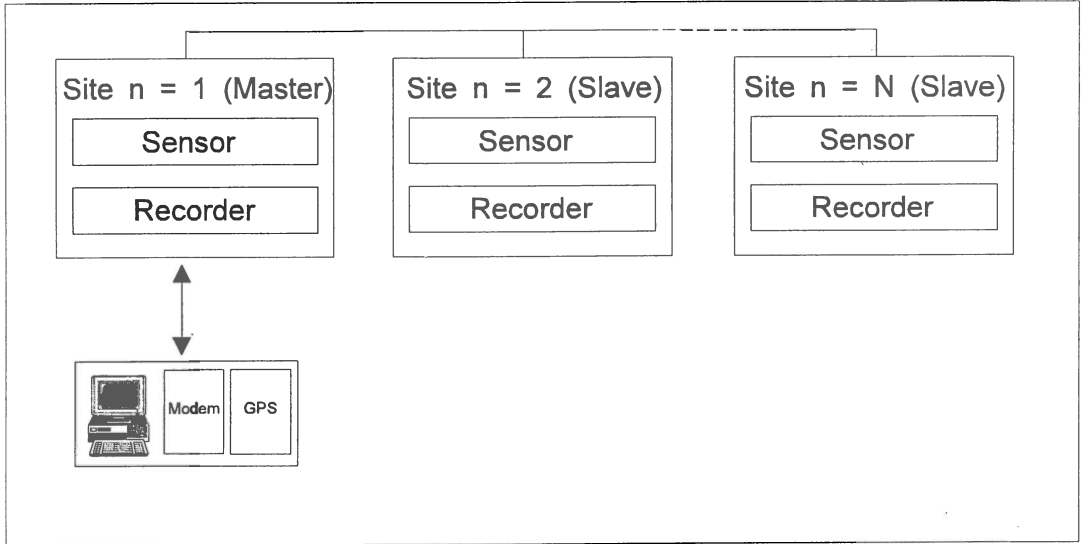 Site n = 1 (Master)
Sensor
Recorder
Site n = 2 (Slave)
Sensor
Recorder
Site n = N (Slave)
Sensor
Recorder
Modem
GPS